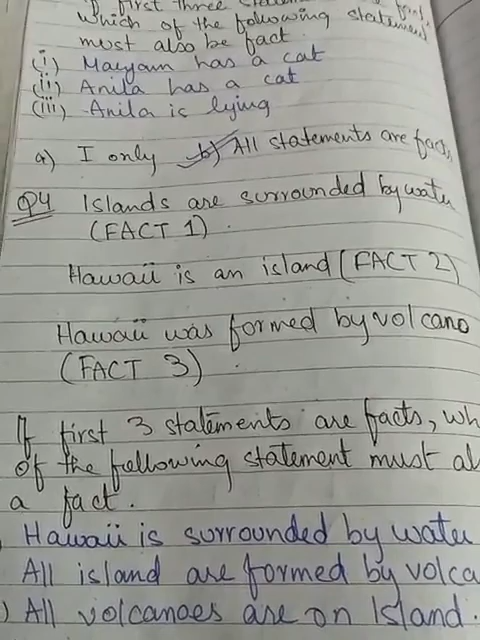 If first three
which of the following statement
must also be fact.
(i) Maryam has a cat
(ii) Anila has a cat
(iii) Anila is lying
a) I only b) All statements are facts
Q4 Islands are surrounded by water
(FACT 1).
Hawaii is an island (FACT 2)
Hawaii was formed by volcano
(FACT 3).
If first 3 statements are facts, wh
of the following statement must al
a fact.
Hawaii is surrounded by water
All island are formed by volca
) All volcanoes are on Island.